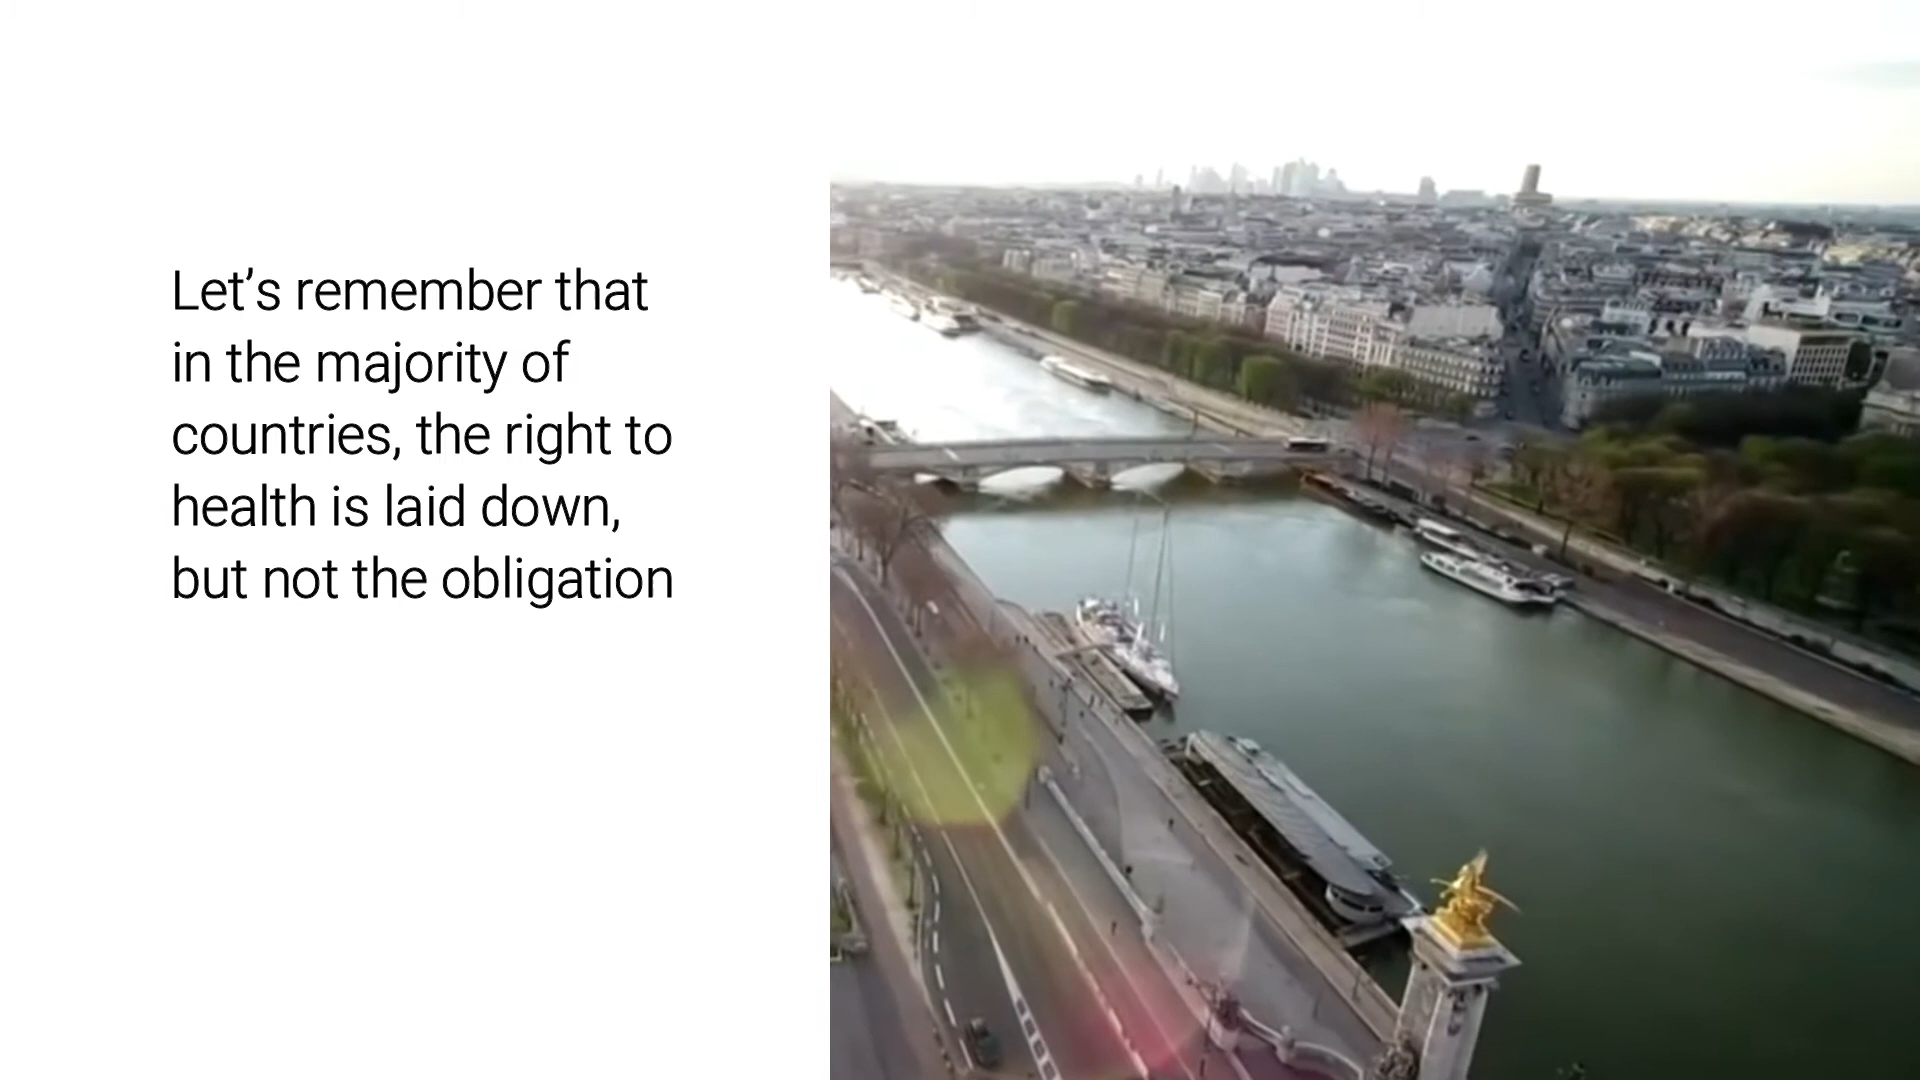 Let’s remember that
in the majority of
countries, the right to
health is laid down,
but not the obligation